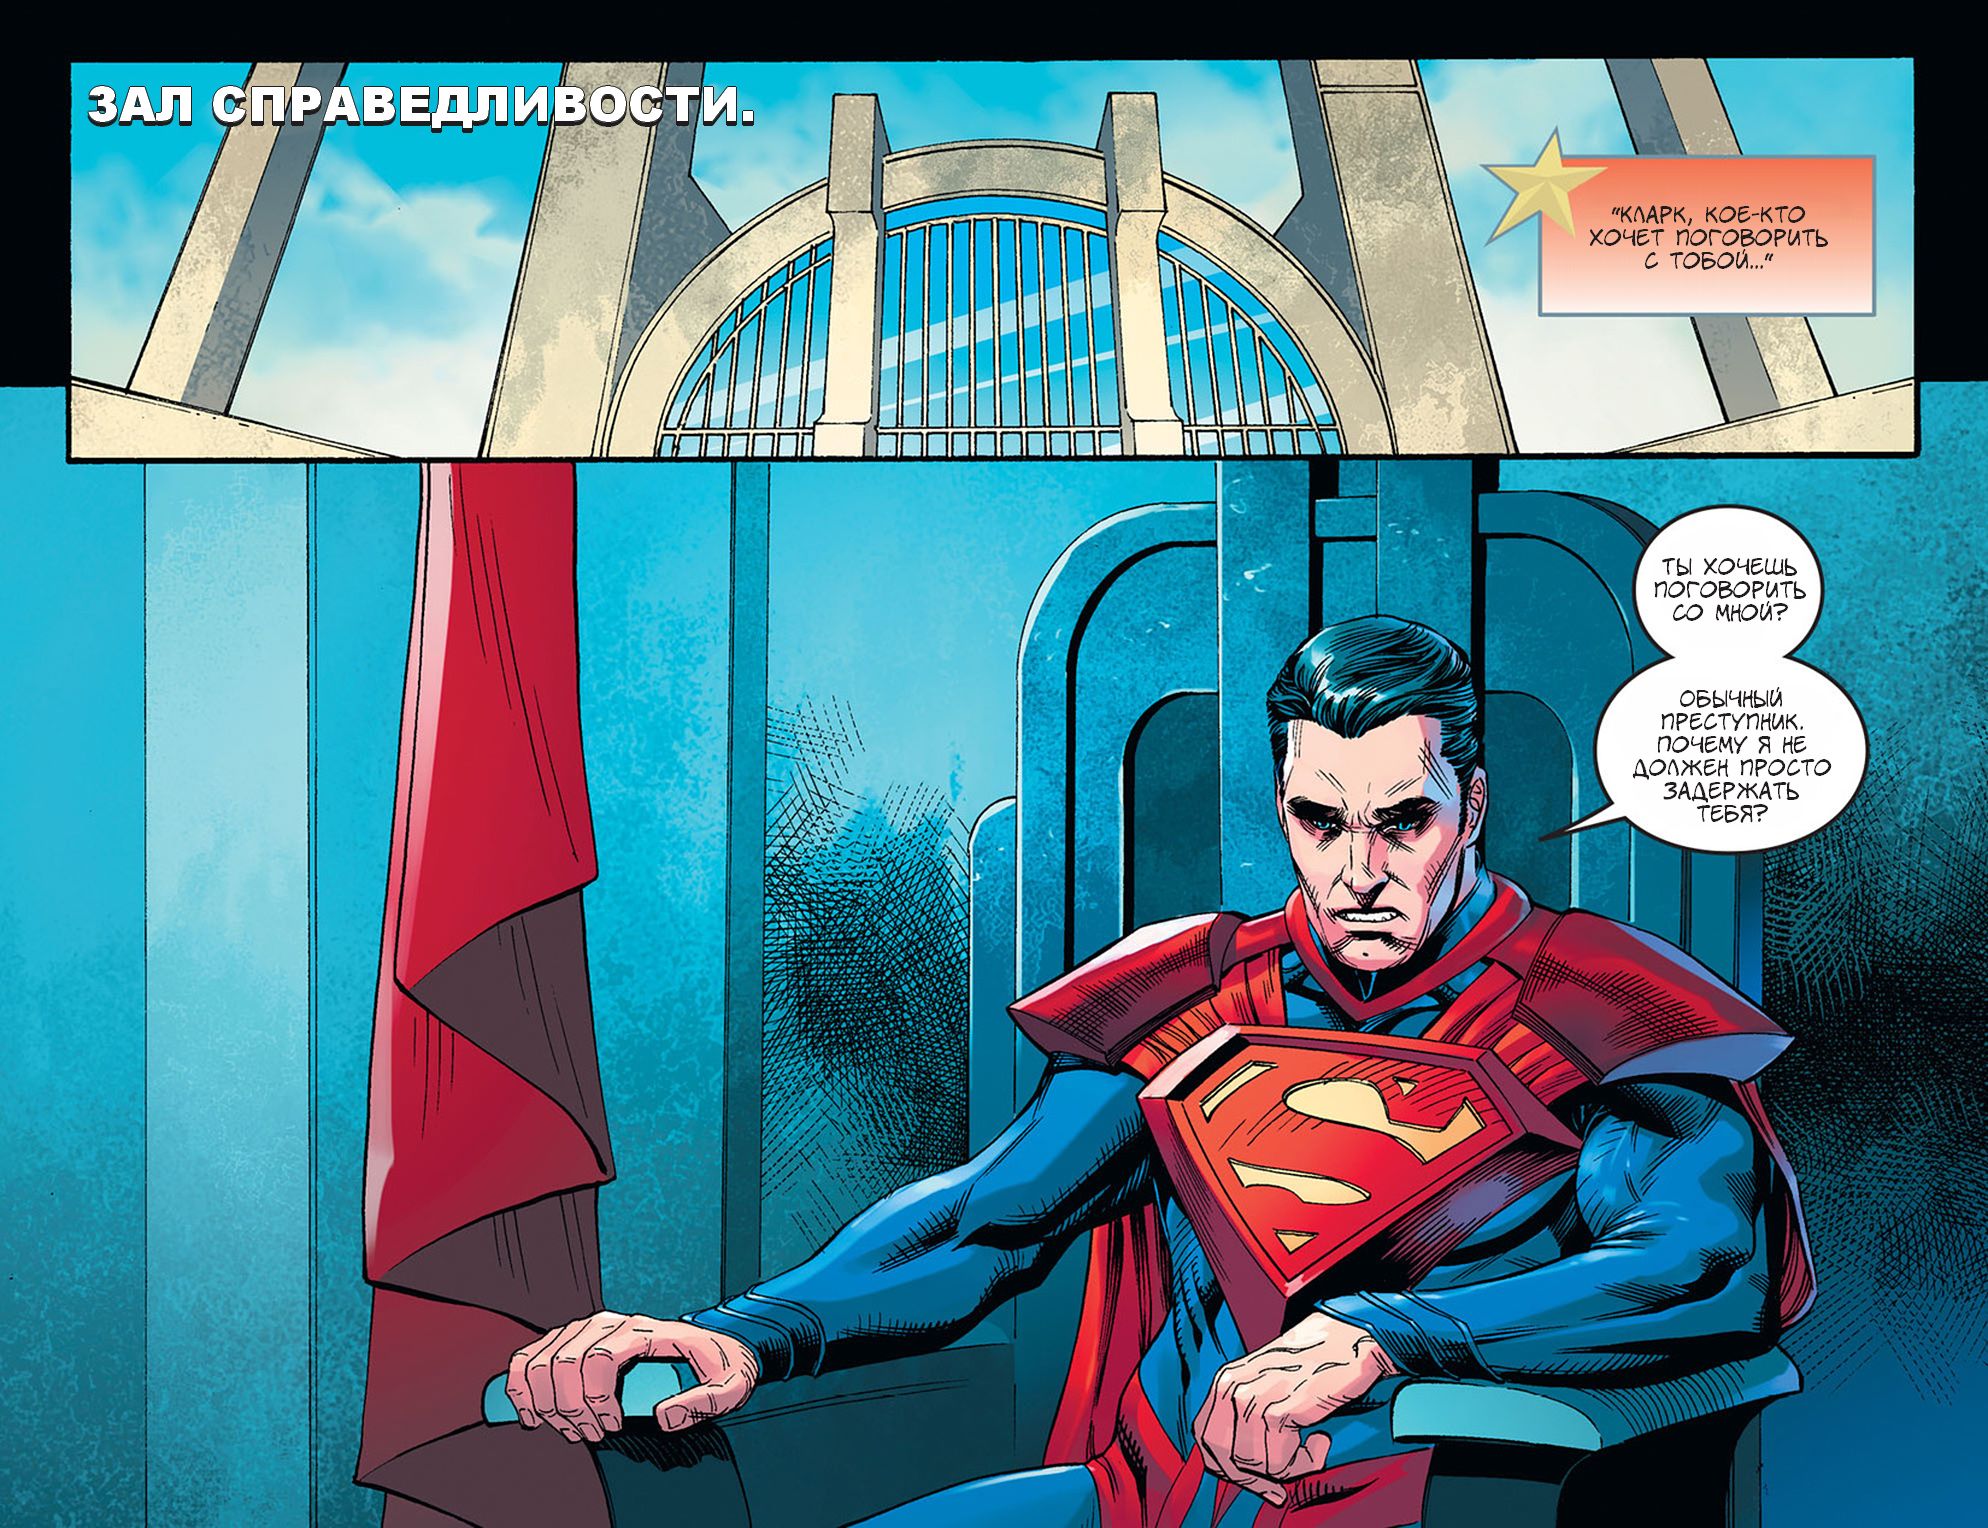 ЗАЛ СПРАВЕДЛИВОСТИ.
"КЛАРК, КОЕ-КТО
ХОЧЕТ ПОГОВОРИТЬ
С ТОБОЙ..."
ТЫ ХОЧЕШЬ
ПОГОВОРИТЬ
СО МНОЙ?
ОБЫЧНЫЙ
ПРЕСТУПНИК.
ПОЧЕМУ Я НЕ
ДОЛЖЕН ПРОСТО
ЗАДЕРЖАТЬ
ТЕБЯ?